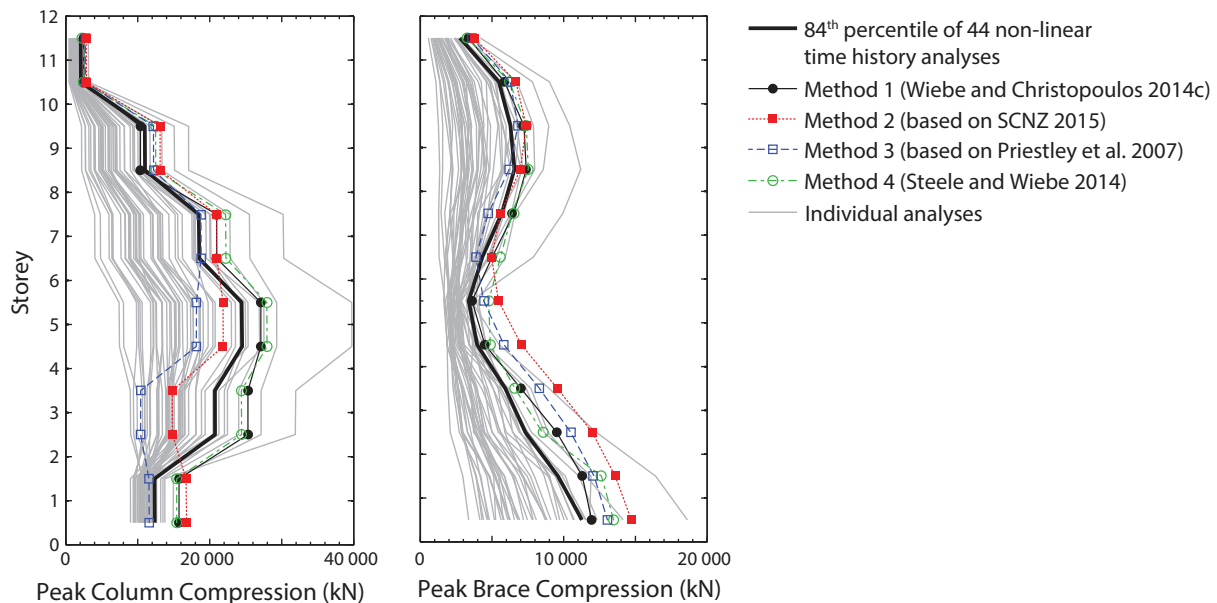 12
11
10
9
8
7
6
5
4
3
2
1
0
Storey
0
20 000
40 000
Peak Column Compression (kN)
0
10 000
20 000
Peak Brace Compression (kN)
84th percentile of 44 non-linear
time history analyses
Method 1 (Wiebe and Christopoulos 2014c)
Method 2 (based on SCNZ 2015)
Method 3 (based on Priestley et al. 2007)
Method 4 (Steele and Wiebe 2014)
Individual analyses